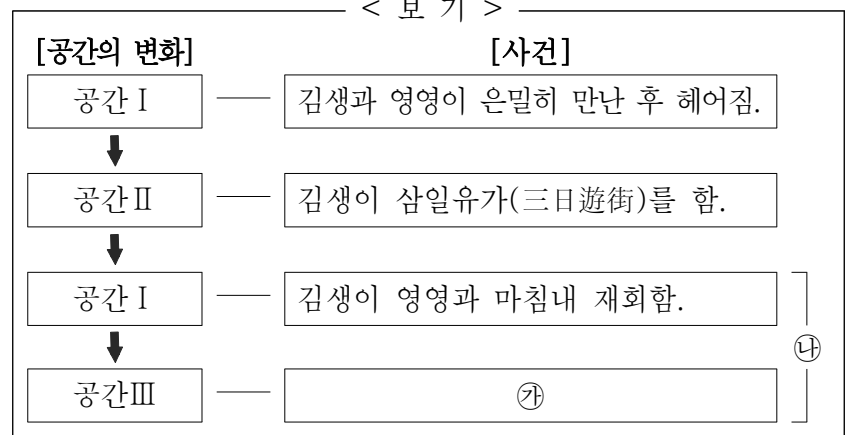 < 보 기 >
[공간의 변화] [사건]
공간Ⅰ 김생과 영영이 은밀히 만난 후 헤어짐.
공간Ⅱ 김생이 삼일유가(三日遊街)를 함.
공간Ⅰ 김생이 영영과 마침내 재회함.
㉯
공간Ⅲ ㉮